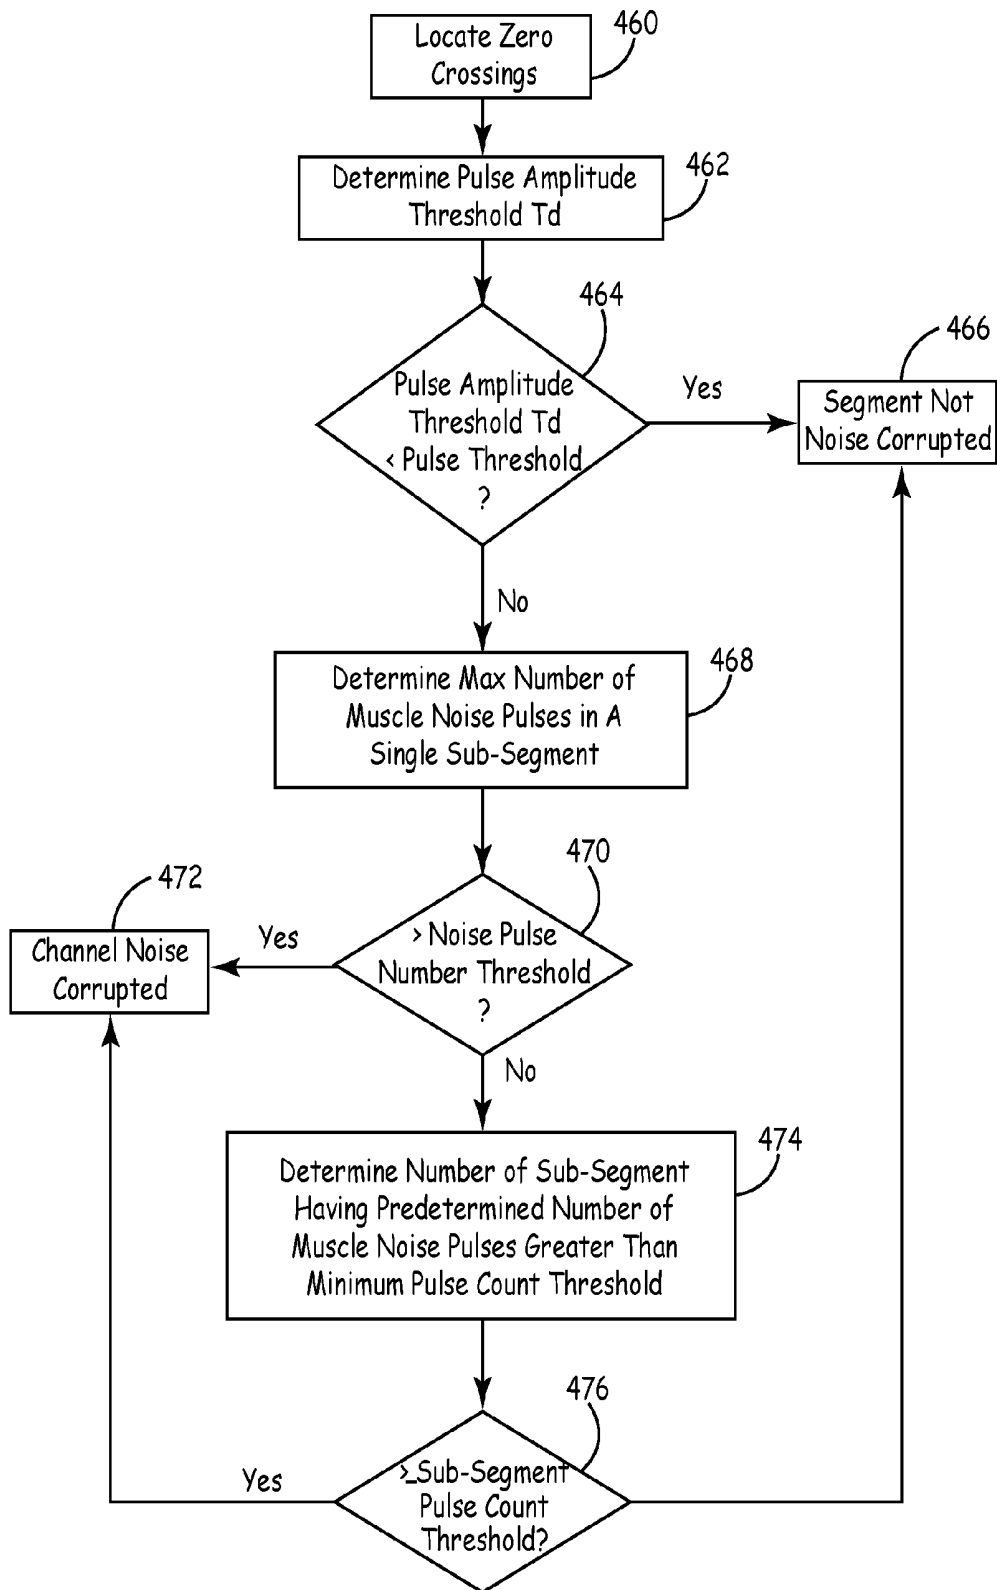 Locate Zero
Crossings
460
Determine Pulse Amplitude
Threshold Td
462
464
Pulse Amplitude
Threshold Td
< Pulse Threshold
?
Yes
466
Segment Not
Noise Corrupted
No
Determine Max Number of
Muscle Noise Pulses in A
Single Sub-Segment
468
470
> Noise Pulse
Number Threshold
?
Yes
472
Channel Noise
Corrupted
No
474
Determine Number of Sub-Segment
Having Predetermined Number of
Muscle Noise Pulses Greater Than
Minimum Pulse Count Threshold
476
>_Sub-Segment
Pulse Count
Threshold?
Yes